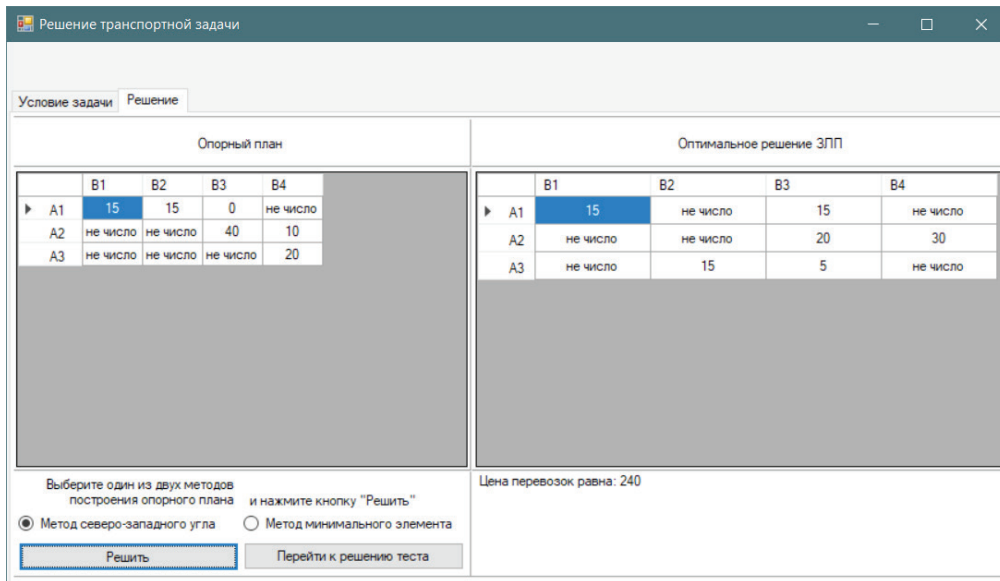 Решение транспортной задачи
Условие задачи Решение
Опорный план Оптимальное решение ЗЛП
B1 B2 B3 B4
A1 15 15 0 не число
A2 не число не число 40 10
A3 не число не число не число 20
B1 B2 B3 B4
A1 15 не число 15 не число
A2 не число не число 20 30
A3 не число 15 5 не число
Выберите один из двух методов
построения опорного плана и нажмите кнопку "Решить"
Метод северо-западного угла Метод минимального элемента
Решить Перейти к решению теста
Цена перевозок равна: 240